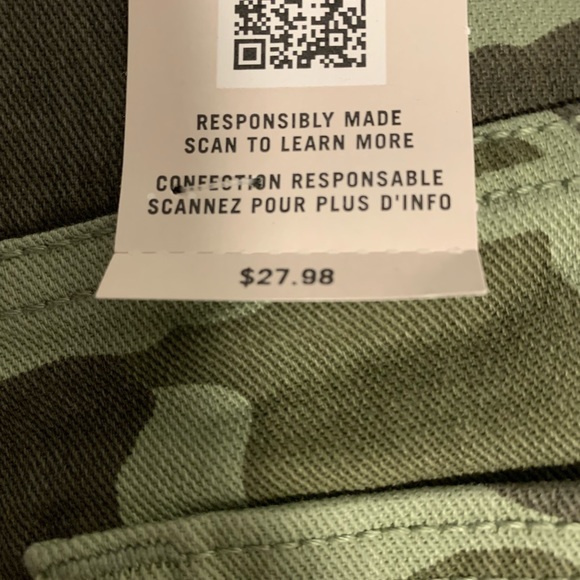 RESPONSIBLY MADE
SCAN TO LEARN MORE
CONFECTION RESPONSABLE
SCANNEZ POUR PLUS D'INFO
$27.98